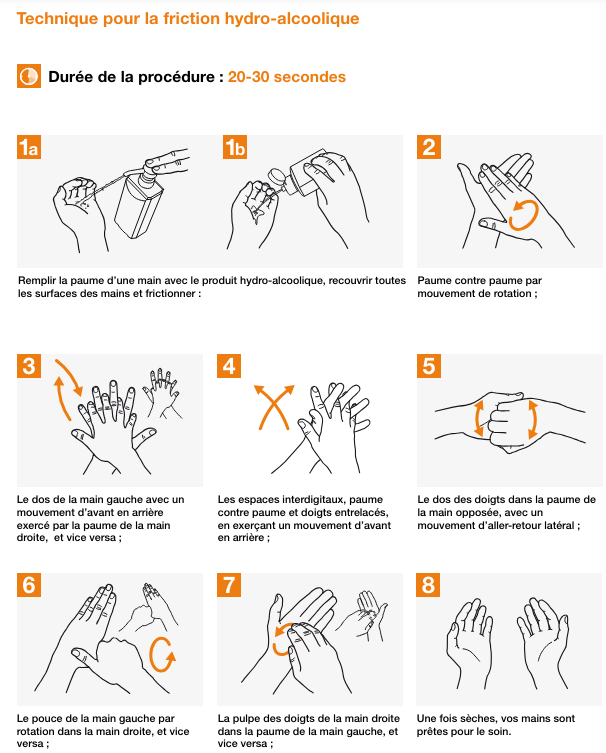 Technique pour la friction hydro-alcoolique
Durée de la procédure : 20-30 secondes
1a
1b
Remplir la paume d'une main avec le produit hydro-alcoolique, recouvrir toutes
les surfaces des mains et frictionner :
2
Paume contre paume par
mouvement de rotation ;
3
Le dos de la main gauche avec un
mouvement d'avant en arrière
exercé par la paume de la main
droite, et vice versa ;
4
Les espaces interdigitaux, paume
contre paume et doigts entrelacés,
en exerçant un mouvement d'avant
en arrière ;
5
Le dos des doigts dans la paume de
la main opposée, avec un
mouvement d'aller-retour latéral ;
6
Le pouce de la main gauche par
rotation dans la main droite, et vice
versa ;
7
La pulpe des doigts de la main droite
dans la paume de la main gauche, et
vice versa ;
8
Une fois sèches, vos mains sont
prêtes pour le soin.